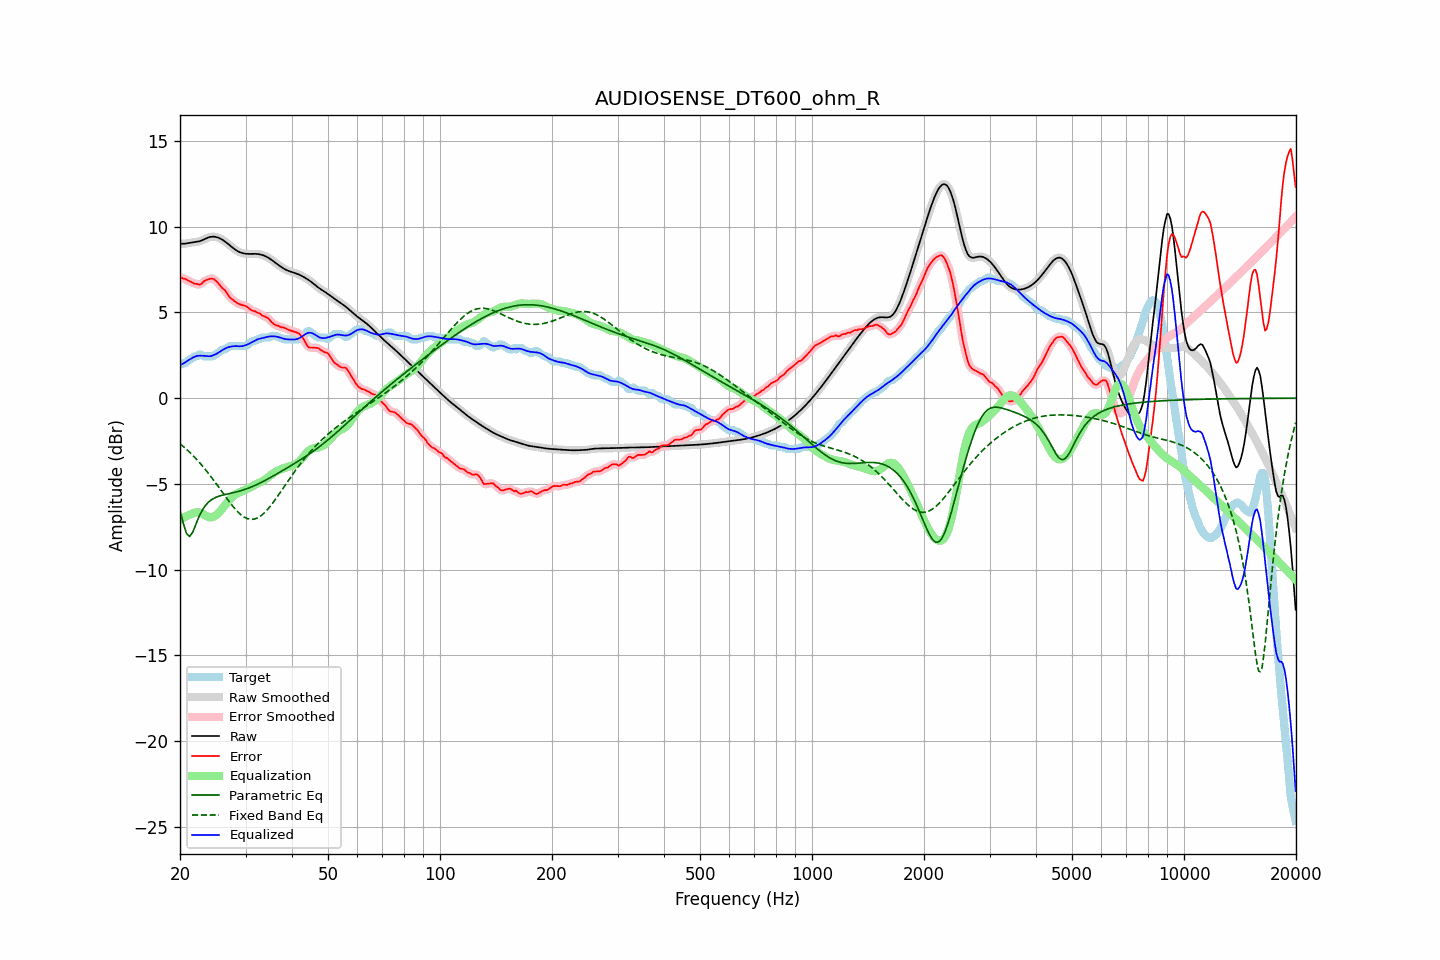 AUDIOSENSE_DT600_ohm_R
Amplitude (dBr)
15
10
5
0
−5
−10
−15
−20
−25
Target
Raw Smoothed
Error Smoothed
Raw
Error
Equalization
Parametric Eq
Fixed Band Eq
Equalized
20
50
100
200
500
1000
2000
5000
10000
20000
Frequency (Hz)